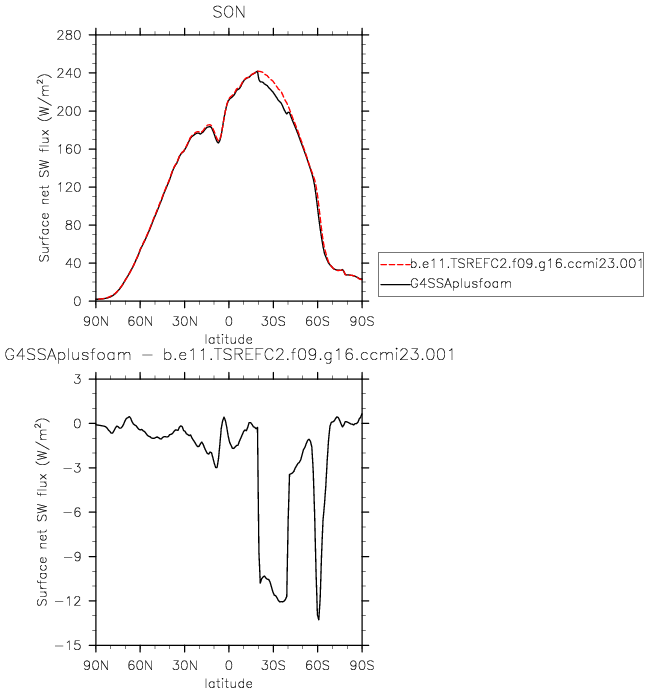 SON
Surface net SW flux (W/m²)
280
240
200
160
120
80
40
0
90N 60N 30N 0 30S 60S 90S
latitude
b.e11.TSREFC2.f09.g16.ccmi23.001
G4SSAplusfoam
G4SSAplusfoam − b.e11.TSREFC2.f09.g16.ccmi23.001
Surface net SW flux (W/m²)
3
0
−3
−6
−9
−12
−15
90N 60N 30N 0 30S 60S 90S
latitude